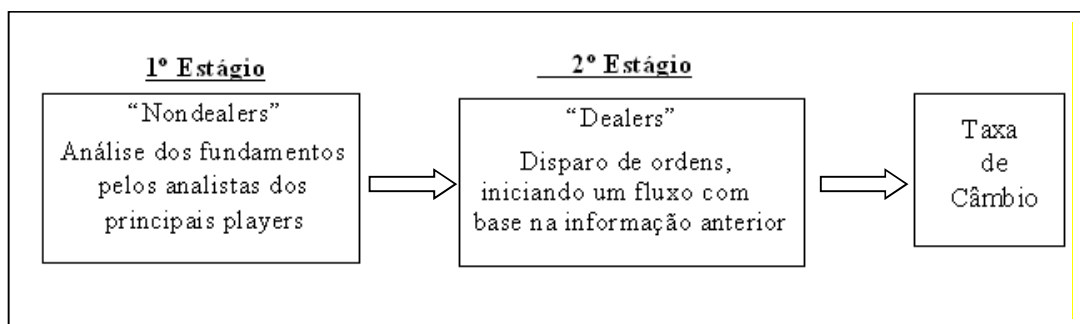 1º Estágio
"Nondealers"
Análise dos fundamentos
pelos analistas dos
principais players
2º Estágio
"Dealers"
Disparo de ordens,
iniciando um fluxo com
base na informação anterior
Taxa
de
Câmbio